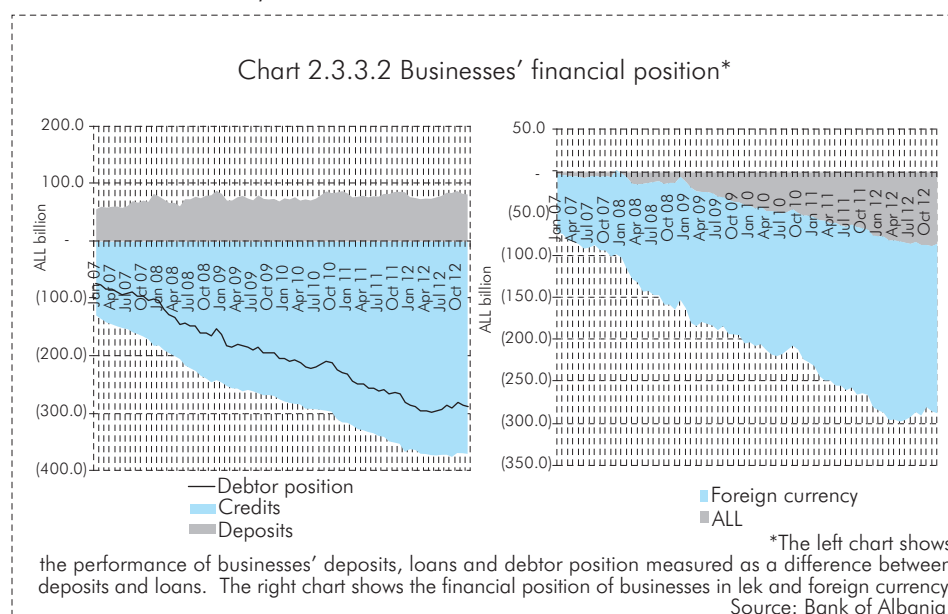 Chart 2.3.3.2 Businesses’ financial position*
200.0
100.0
-
(100.0)
(200.0)
(300.0)
(400.0)
ALL billion
Jan 07
Apr 07
Jul 07
Oct 07
Jan 08
Apr 08
Jul 08
Oct 08
Jan 09
Apr 09
Jul 09
Oct 09
Jan 10
Apr 10
Jul 10
Oct 10
Jan 11
Apr 11
Jul 11
Oct 11
Jan 12
Apr 12
Jul 12
Oct 12
Debtor position
Credits
Deposits
50.0
-
(50.0)
(100.0)
(150.0)
(200.0)
(250.0)
(300.0)
(350.0)
ALL billion
Jan 07
Apr 07
Jul 07
Oct 07
Jan 08
Apr 08
Jul 08
Oct 08
Jan 09
Apr 09
Jul 09
Oct 09
Jan 10
Apr 10
Jul 10
Oct 10
Jan 11
Apr 11
Jul 11
Oct 11
Jan 12
Apr 12
Jul 12
Oct 12
Foreign currency
ALL
*The left chart shows
the performance of businesses’ deposits, loans and debtor position measured as a difference between
deposits and loans. The right chart shows the financial position of businesses in lek and foreign currency
Source: Bank of Albania